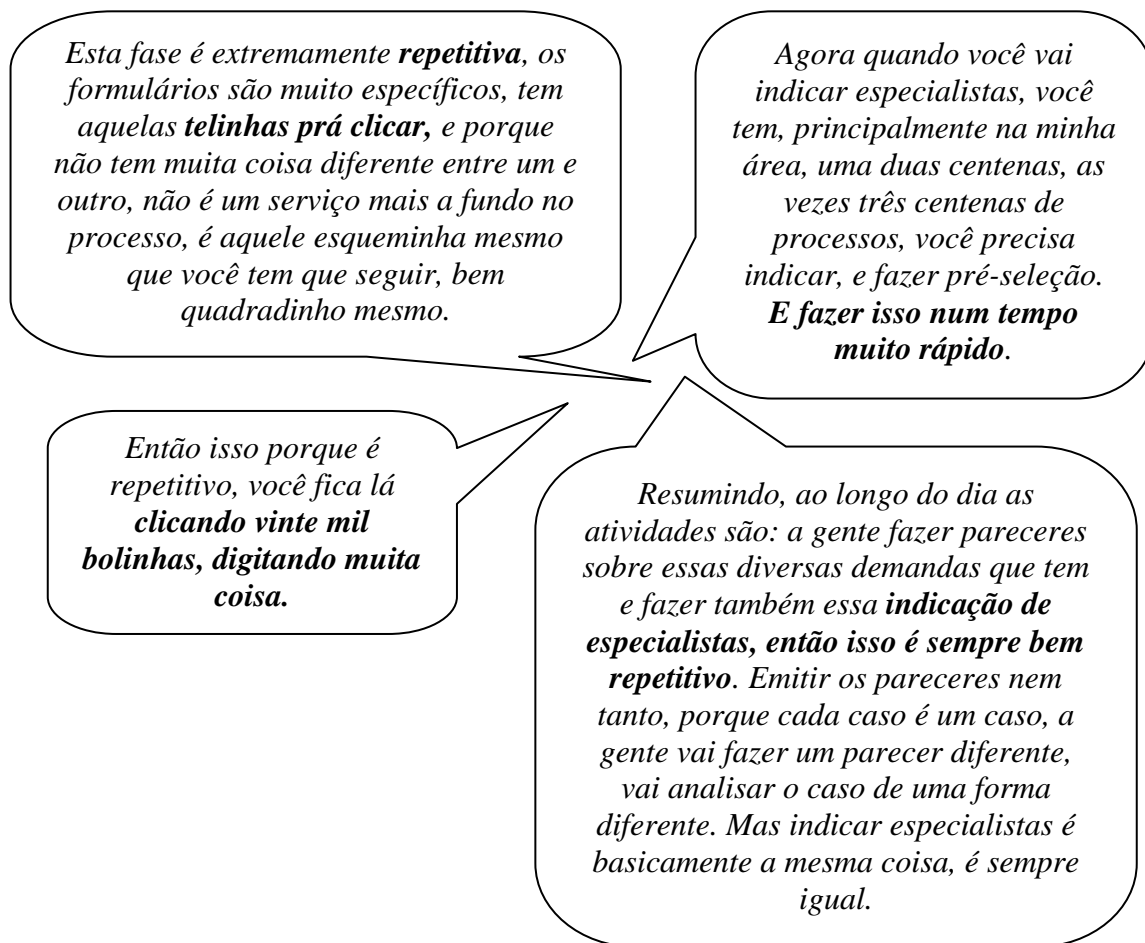 Esta fase é extremamente repetitiva, os
formulários são muito específicos, tem
aquelas telinhas prá clicar, e porque
não tem muita coisa diferente entre um e
outro, não é um serviço mais a fundo no
processo, é aquele esqueminha mesmo
que você tem que seguir, bem
quadradinho mesmo.
Agora quando você vai
indicar especialistas, você
tem, principalmente na minha
área, uma duas centenas, as
vezes três centenas de
processos, você precisa
indicar, e fazer pré-seleção.
E fazer isso num tempo
muito rápido.
Então isso porque é
repetitivo, você fica lá
clicando vinte mil
bolinhas, digitando muita
coisa.
Resumindo, ao longo do dia as
atividades são: a gente fazer pareceres
sobre essas diversas demandas que tem
e fazer também essa indicação de
especialistas, então isso é sempre bem
repetitivo. Emitir os pareceres nem
tanto, porque cada caso é um caso, a
gente vai fazer um parecer diferente,
vai analisar o caso de uma forma
diferente. Mas indicar especialistas é
basicamente a mesma coisa, é sempre
igual.